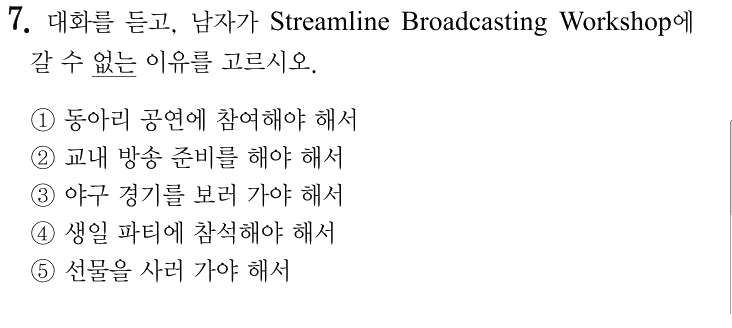 7. 대화를 듣고, 남자가 Streamline Broadcasting Workshop에
갈 수 없는 이유를 고르시오.
① 동아리 공연에 참여해야 해서
② 교내 방송 준비를 해야 해서
③ 야구 경기를 보러 가야 해서
④ 생일 파티에 참석해야 해서
⑤ 선물을 사러 가야 해서